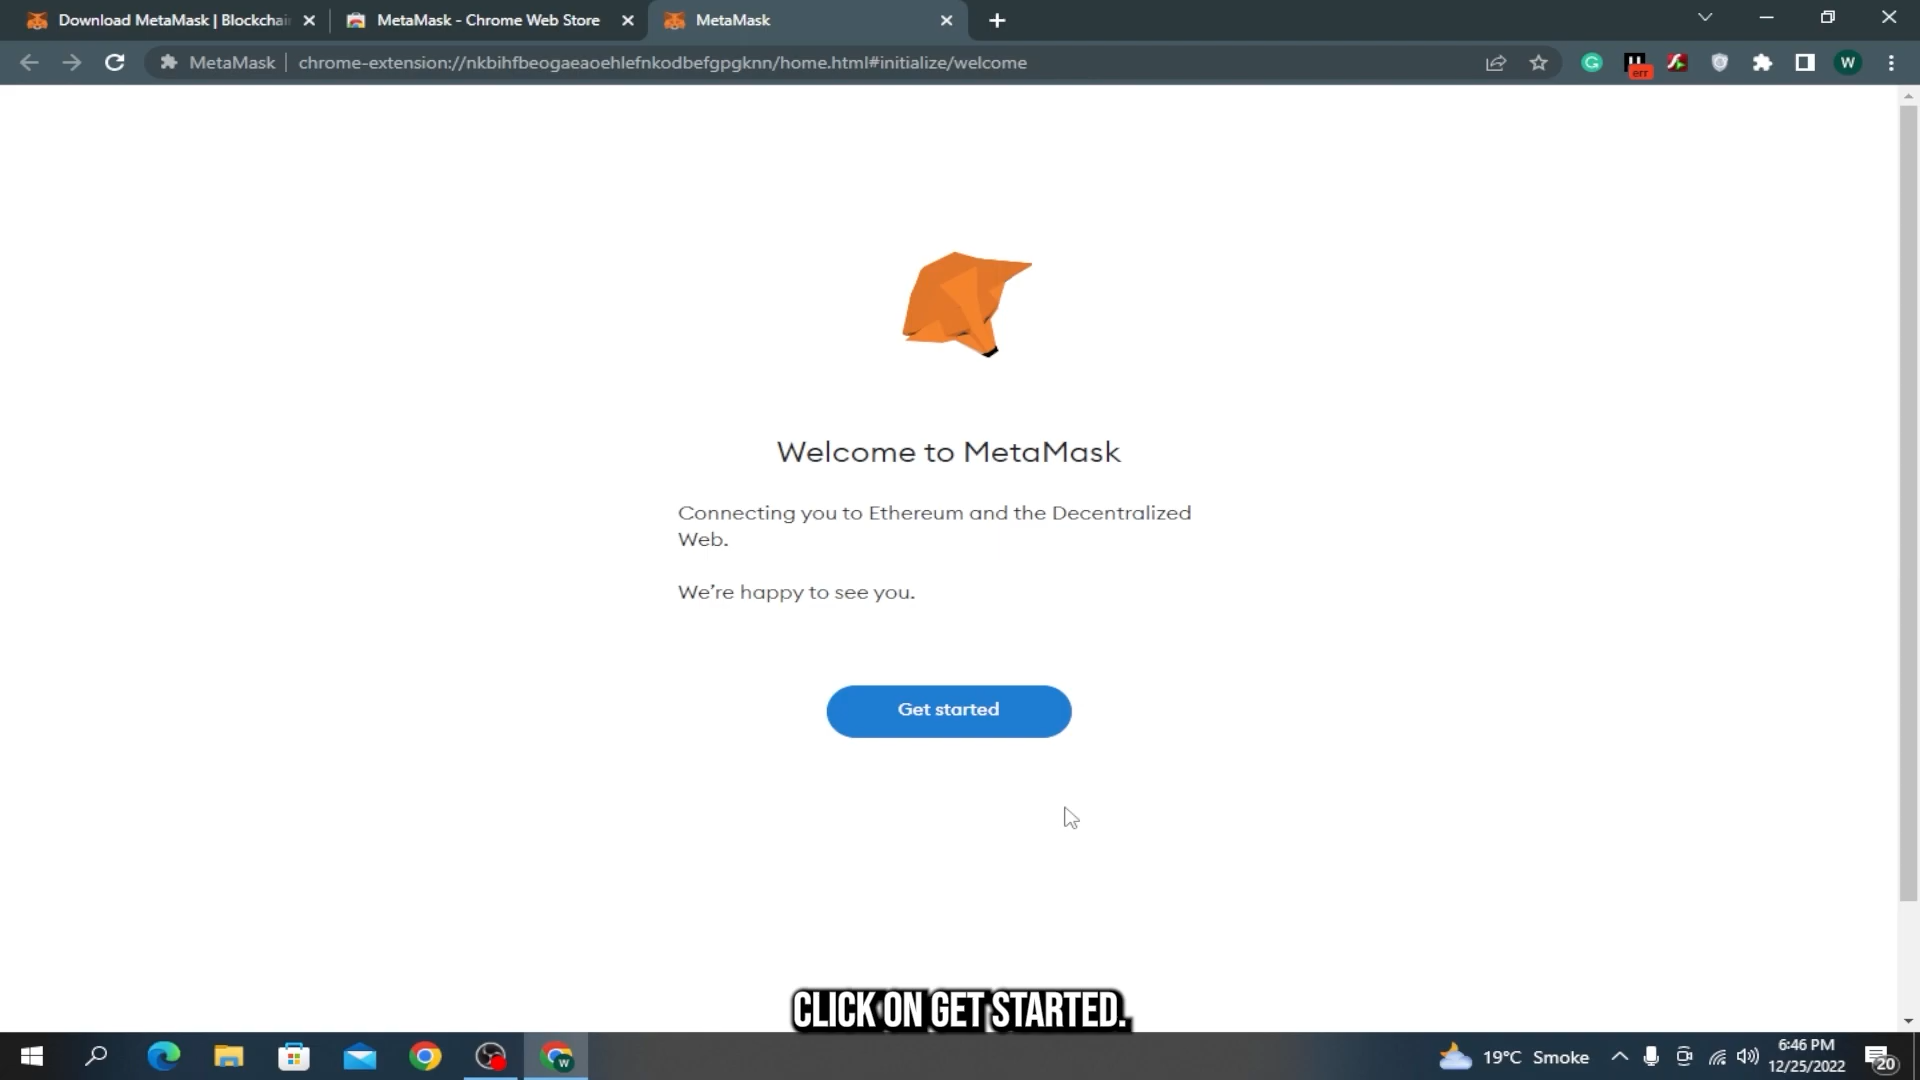 Download MetaMask | Blockchai
MetaMask - Chrome Web Store
MetaMask
MetaMask
chrome-extension://nkbihfbeogaeaoehlefnkodbefgpgknn/home.html#initialize/welcome
err
W
Welcome to MetaMask
Connecting you to Ethereum and the Decentralized
Web.
We're happy to see you.
Get started
CLICK ON GET STARTED.
W
19°C Smoke
6:46 PM
12/25/2022
20